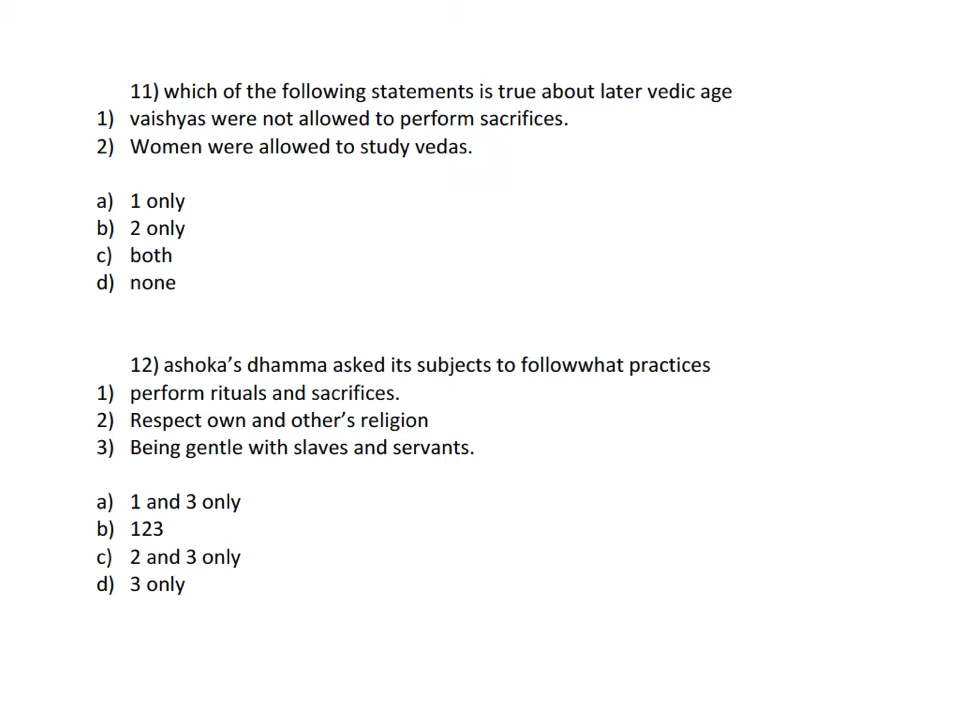 11) which of the following statements is true about later vedic age
1) vaishyas were not allowed to perform sacrifices.
2) Women were allowed to study vedas.
a) 1 only
b) 2 only
c) both
d) none
12) ashoka’s dhamma asked its subjects to followwhat practices
1) perform rituals and sacrifices.
2) Respect own and other’s religion
3) Being gentle with slaves and servants.
a) 1 and 3 only
b) 123
c) 2 and 3 only
d) 3 only